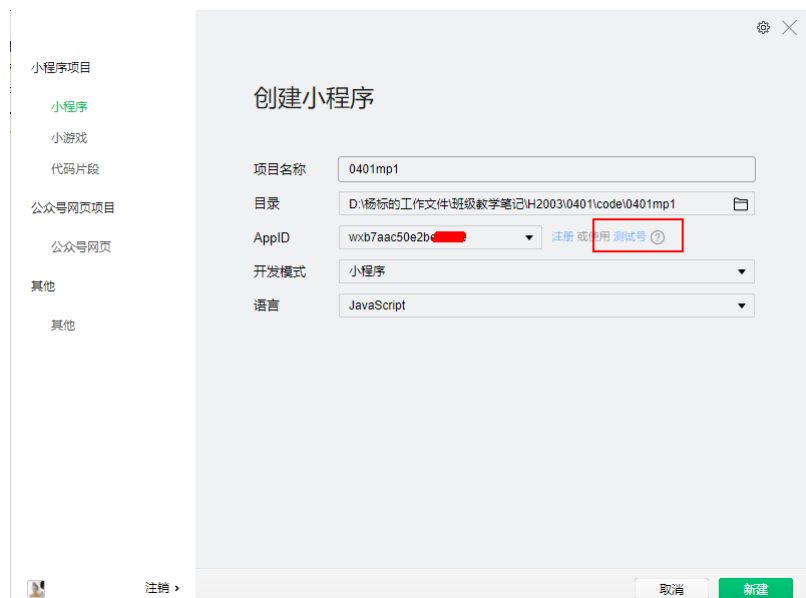 小程序项目
小程序
小游戏
代码片段
公众号网页项目
公众号网页
其他
其他
注销 ›
创建小程序
项目名称 0401mp1
目录 D:\杨标的工作文件\班级教学笔记\H2003\0401\code\0401mp1
AppID wxb7aac50e2be 注册 或使用 测试号 ?
开发模式 小程序
语言 JavaScript
取消 新建